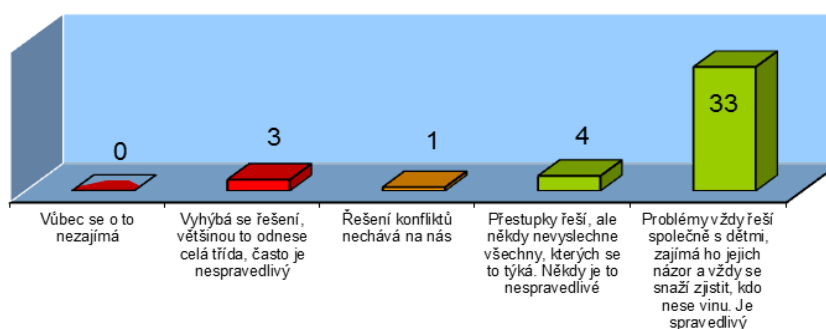 0
3
1
4
33
Vůbec se o to
nezajímá
Vyhýbá se řešení,
většinou to odnese
celá třída, často je
nespravedlivý
Řešení konfliktů
nechává na nás
Přestupky řeší, ale
někdy nevyslechne
všechny, kterých se
to týká. Někdy je to
nespravedlivé
Problémy vždy řeší
společně s dětmi,
zajímá ho jejich
názor a vždy se
snaží zjistit, kdo
nese vinu. Je
spravedlivý